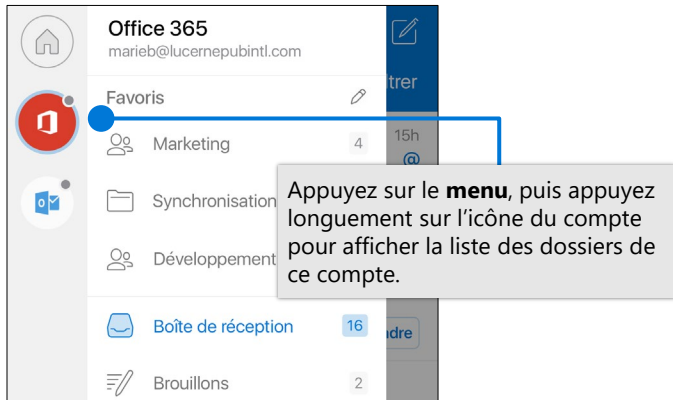 Office 365
marieb@lucernepubintl.com
Favoris
trer
Marketing
4
15h
@
Synchronisation
Développement
Appuyez sur le menu, puis appuyez
longuement sur l’icône du compte
pour afficher la liste des dossiers de
ce compte.
Boîte de réception
16
ndre
Brouillons
2